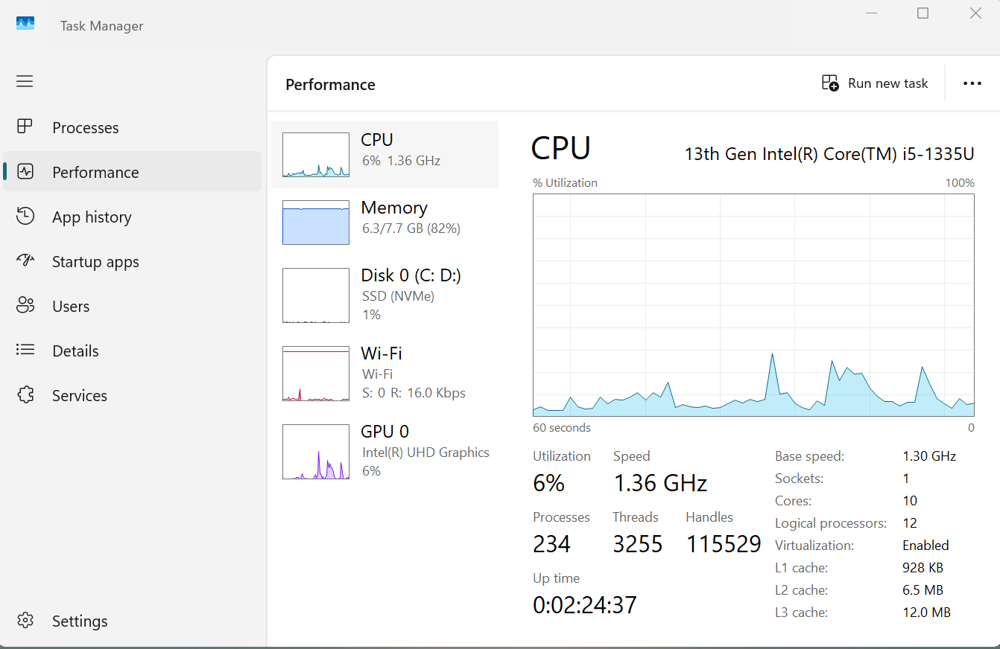 Task Manager
Performance
Run new task
Processes
Performance
App history
Startup apps
Users
Details
Services
Settings
CPU
6% 1.36 GHz
Memory
6.3/7.7 GB (82%)
Disk 0 (C: D:)
SSD (NVMe)
1%
Wi-Fi
Wi-Fi
S: 0 R: 16.0 Kbps
GPU 0
Intel(R) UHD Graphics
6%
CPU 13th Gen Intel(R) Core(TM) i5-1335U
% Utilization 100%
60 seconds 0
Utilization Speed
6% 1.36 GHz
Processes Threads Handles
234 3255 115529
Up time
0:02:24:37
Base speed: 1.30 GHz
Sockets: 1
Cores: 10
Logical processors: 12
Virtualization: Enabled
L1 cache: 928 KB
L2 cache: 6.5 MB
L3 cache: 12.0 MB